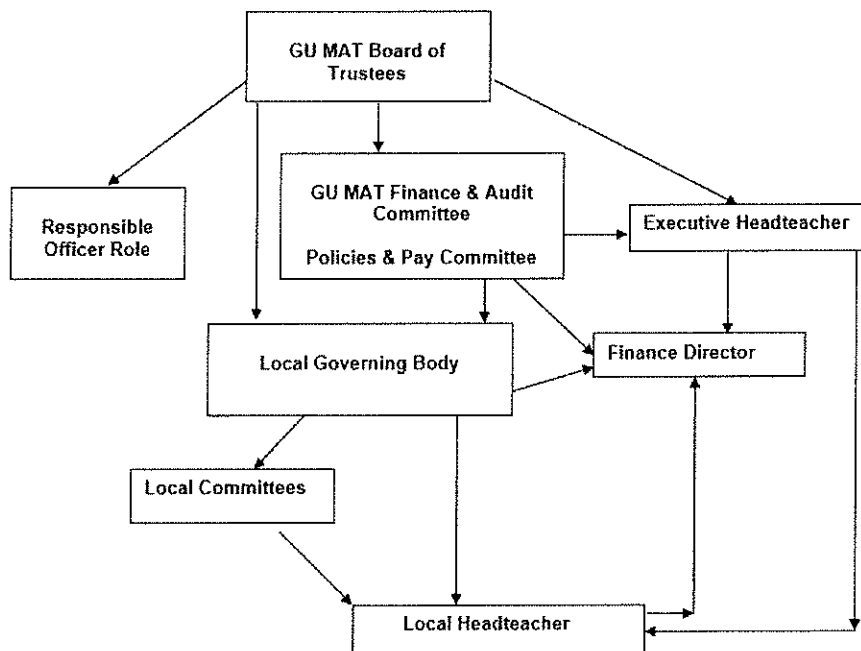 GU MAT Board of
Trustees
Responsible
Officer Role
GU MAT Finance & Audit
Committee
Policies & Pay Committee
Executive Headteacher
Local Governing Body
Finance Director
Local Committees
Local Headteacher